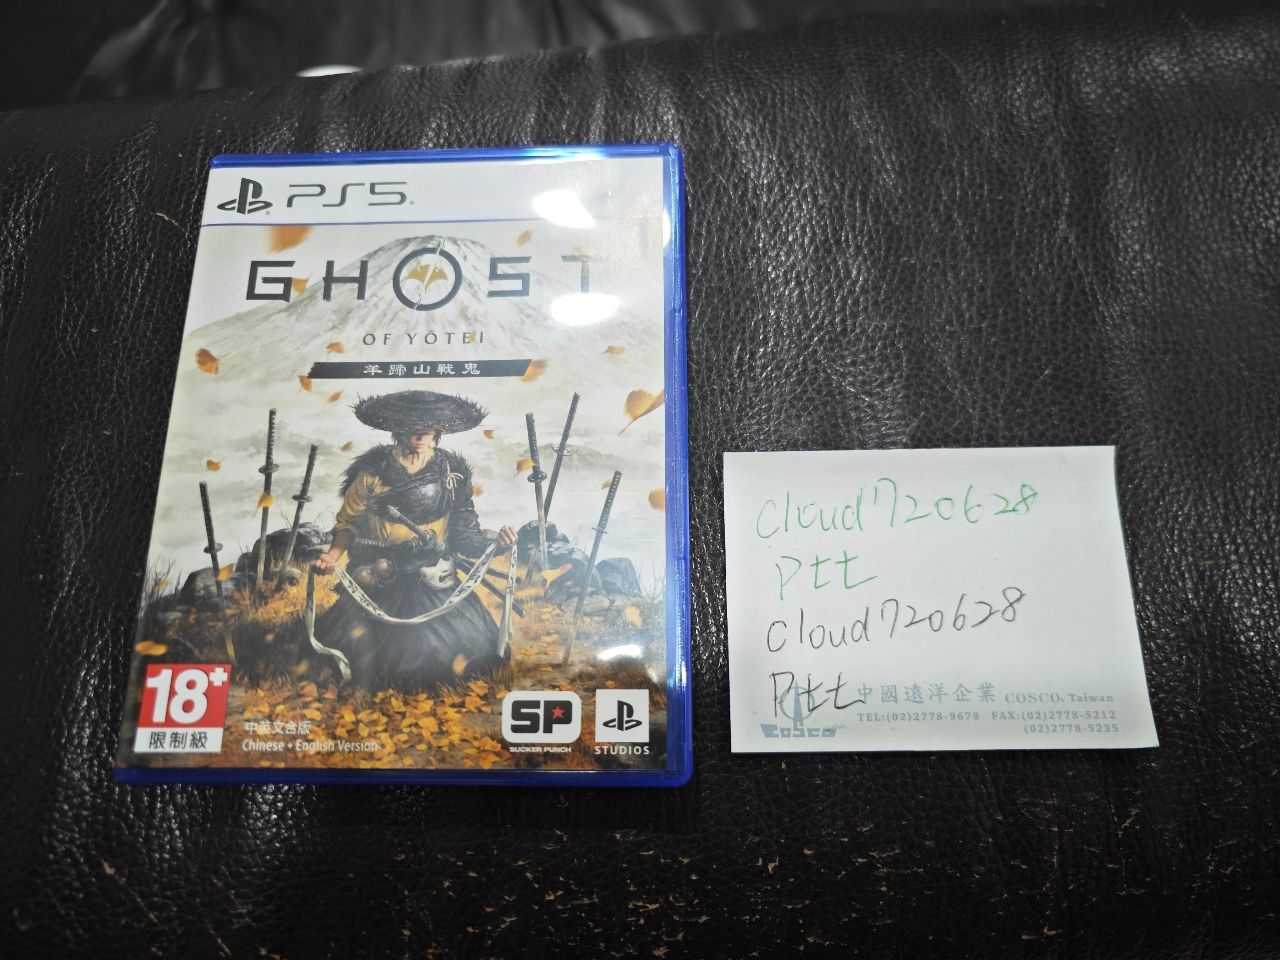 PS5
GHOST
OF YŌTEI
羊蹄山戰鬼
18+
限制級
中英文合版
Chinese + English Version
SP
SUCKER PUNCH
STUDIOS
cloud720628
Ptt
cloud720628
Ptt
中國遠洋企業 COSCO, Taiwan
TEL:(02)2778-9678 FAX:(02)2778-5212
(02)2778-5235
COSCO